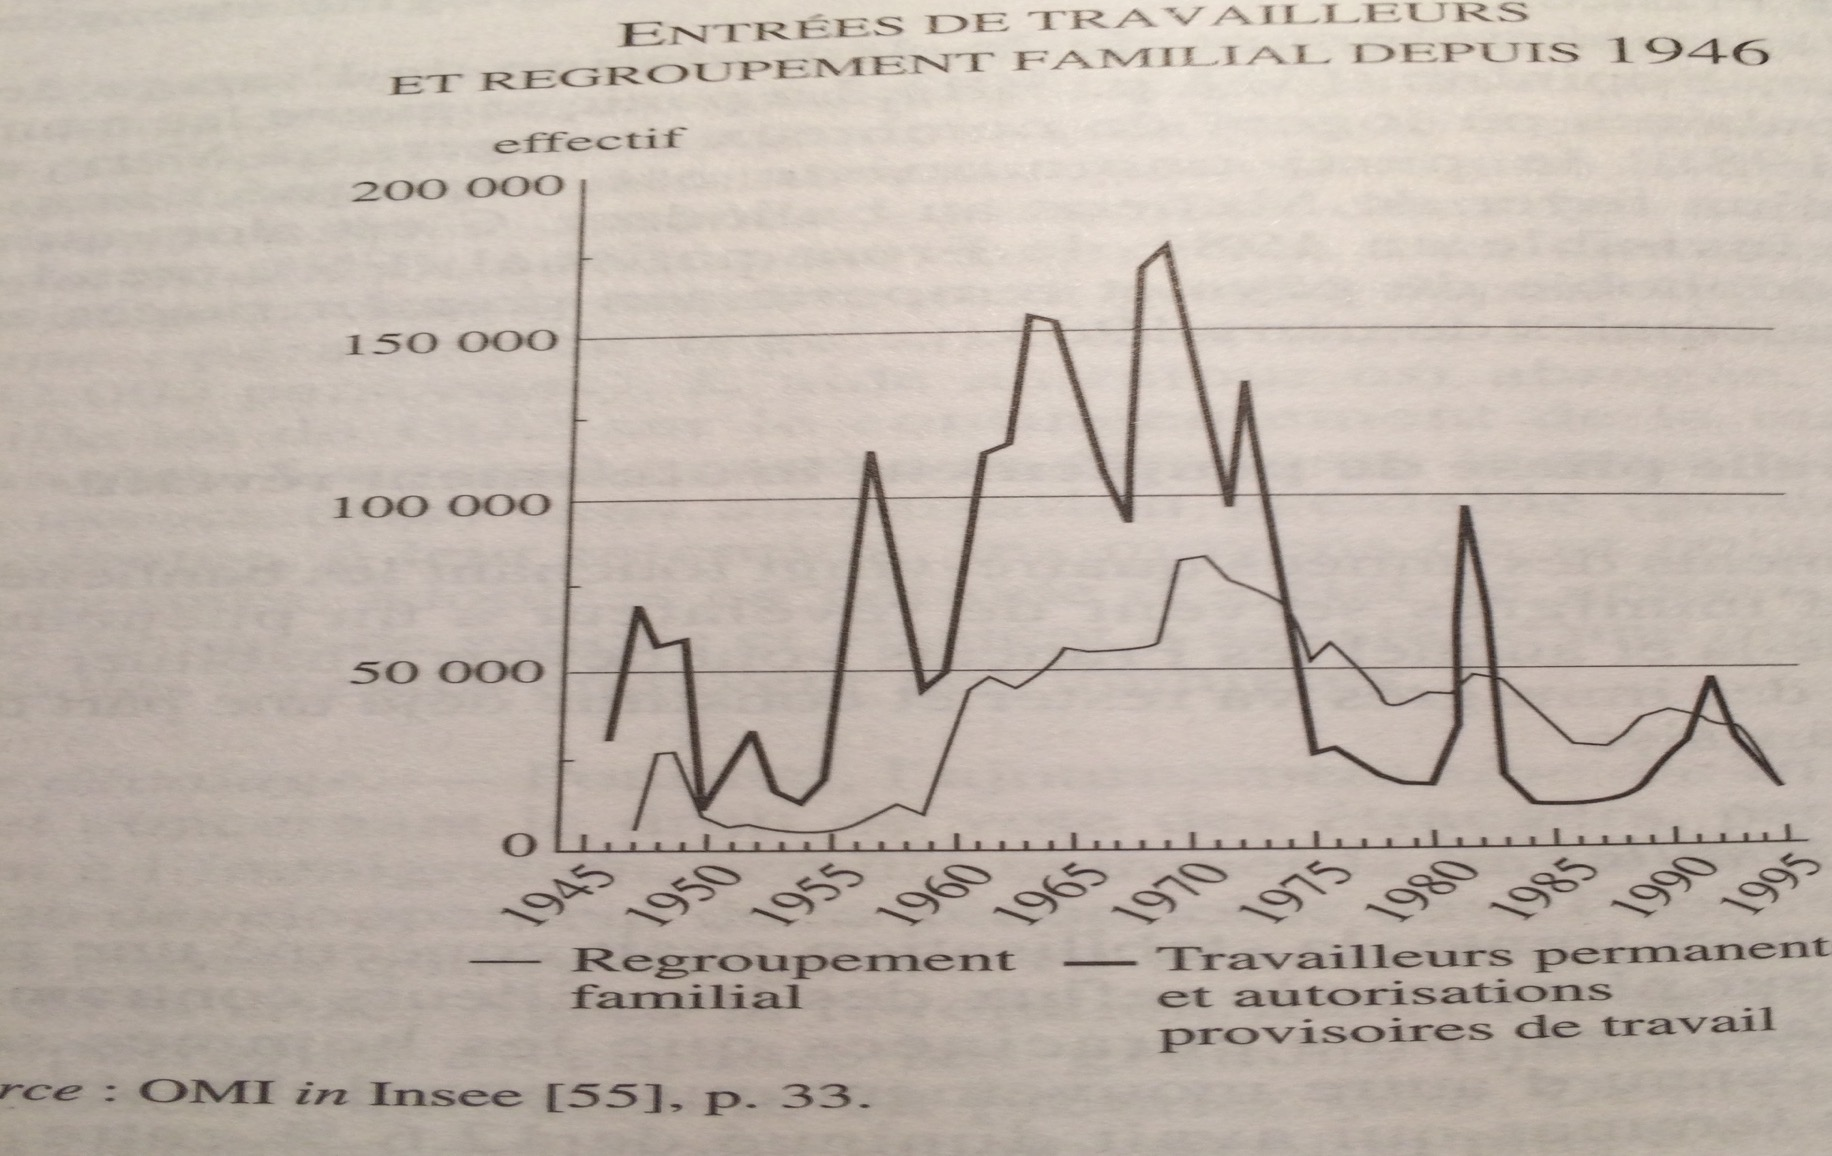 ENTRÉES DE TRAVAILLEURS
ET REGROUPEMENT FAMILIAL DEPUIS 1946
effectif
200 000
150 000
100 000
50 000
0
1945 1950 1955 1960 1965 1970 1975 1980 1985 1990 1995
Regroupement
familial
Travailleurs permanent
et autorisations
provisoires de travail
rce : OMI in Insee [55], p. 33.